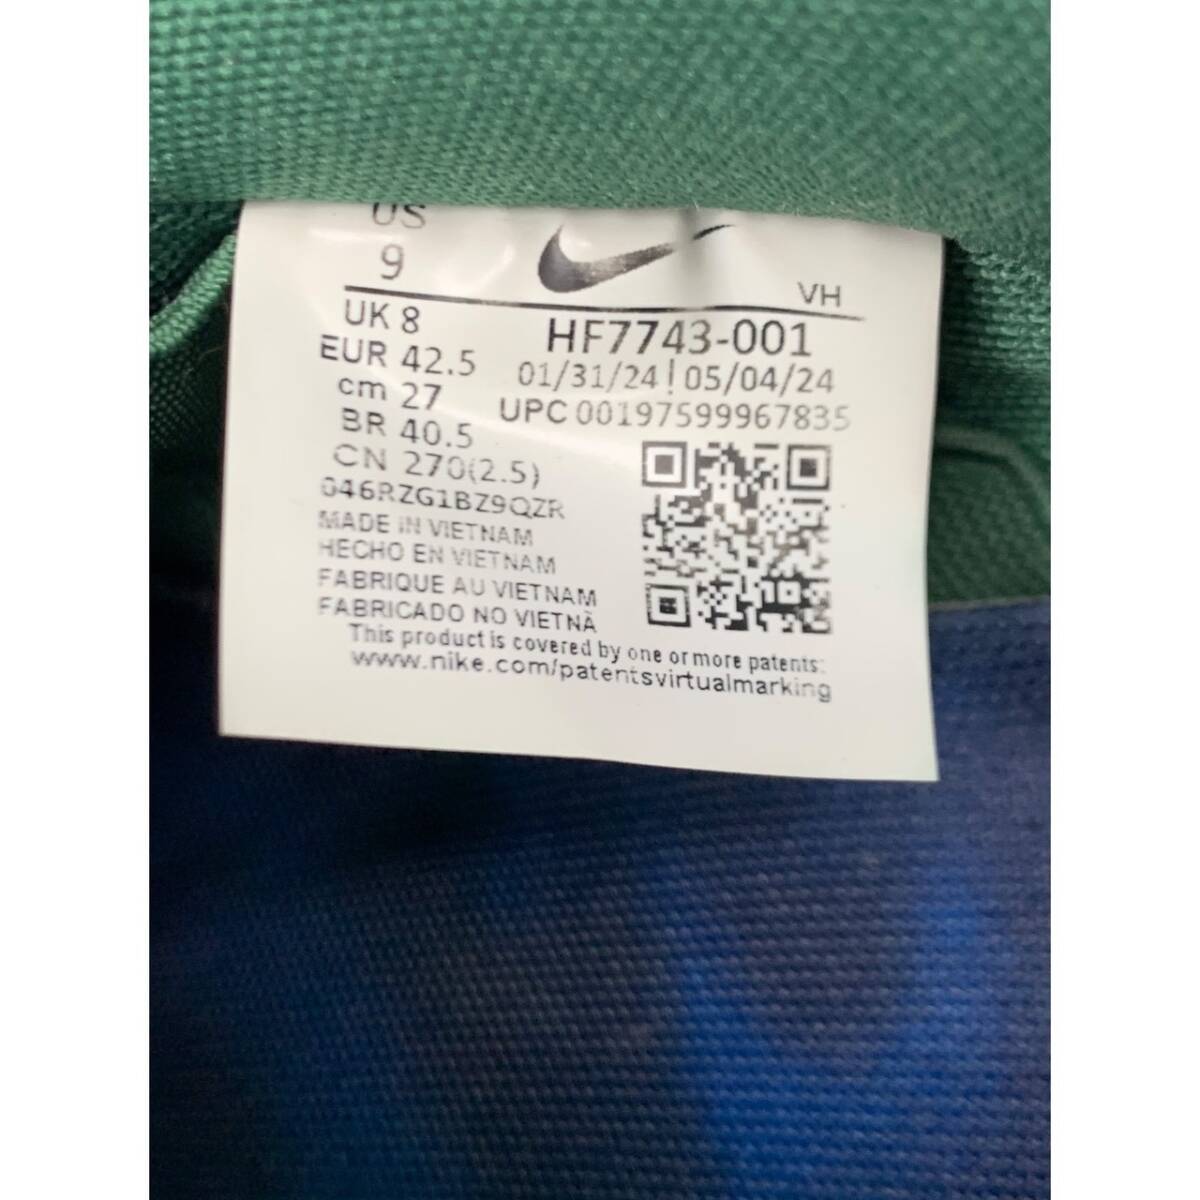 US
9
VH
UK 8
EUR 42.5
cm 27
BR 40.5
CN 270(2.5)
HF7743-001
01/31/24 | 05/04/24
UPC 00197599967835
046RZG1BZ9QZR
MADE IN VIETNAM
HECHO EN VIETNAM
FABRIQUE AU VIETNAM
FABRICADO NO VIETNÃ
This product is covered by one or more patents:
www.nike.com/patentsvirtualmarking